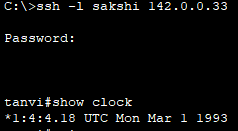 C:\>ssh -l sakshi 142.0.0.33
Password:
tanvi#show clock
*1:4:4.18 UTC Mon Mar 1 1993